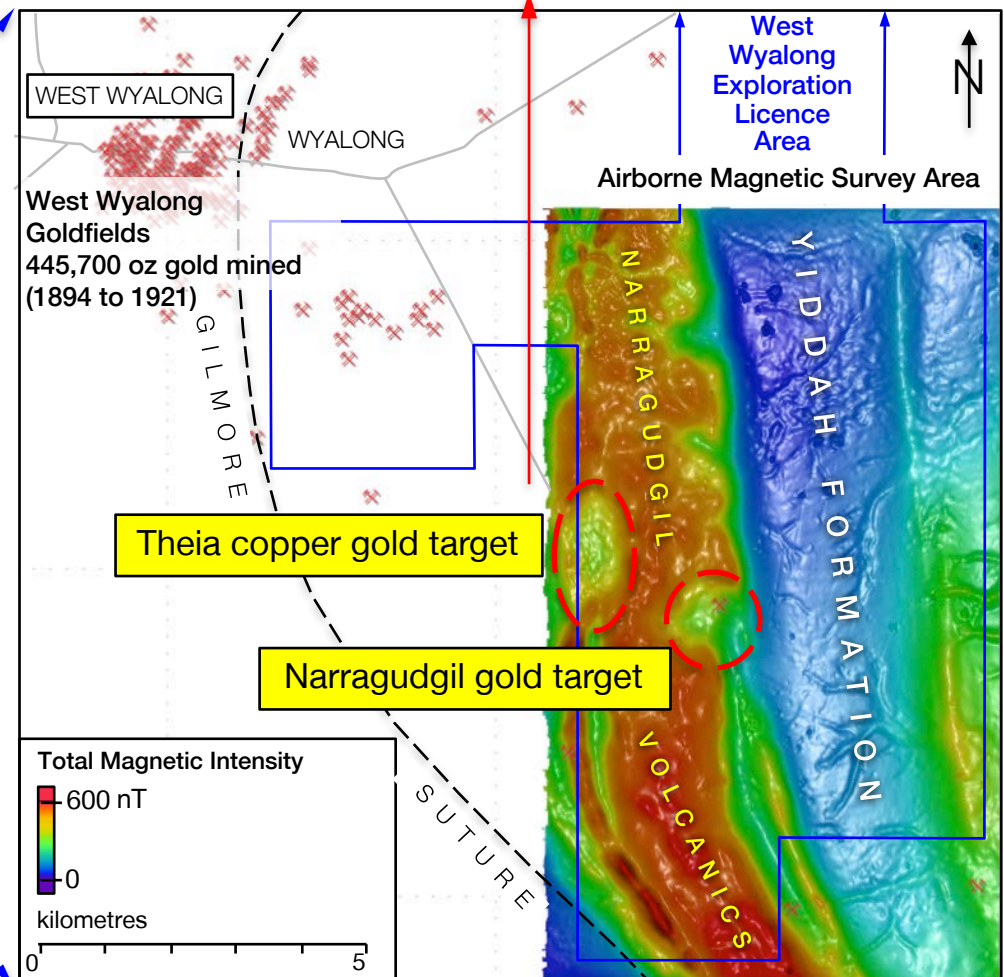 West
Wyalong
Exploration
Licence
Area
N
WEST WYALONG
WYALONG
Airborne Magnetic Survey Area
West Wyalong
Goldfields
445,700 oz gold mined
(1894 to 1921)
GILMORE
SUTURE
NARRAGUDGIL
VOLCANICS
YIDDAH FORMATION
Theia copper gold target
Narragudgil gold target
Total Magnetic Intensity
600 nT
0
kilometres
0 5